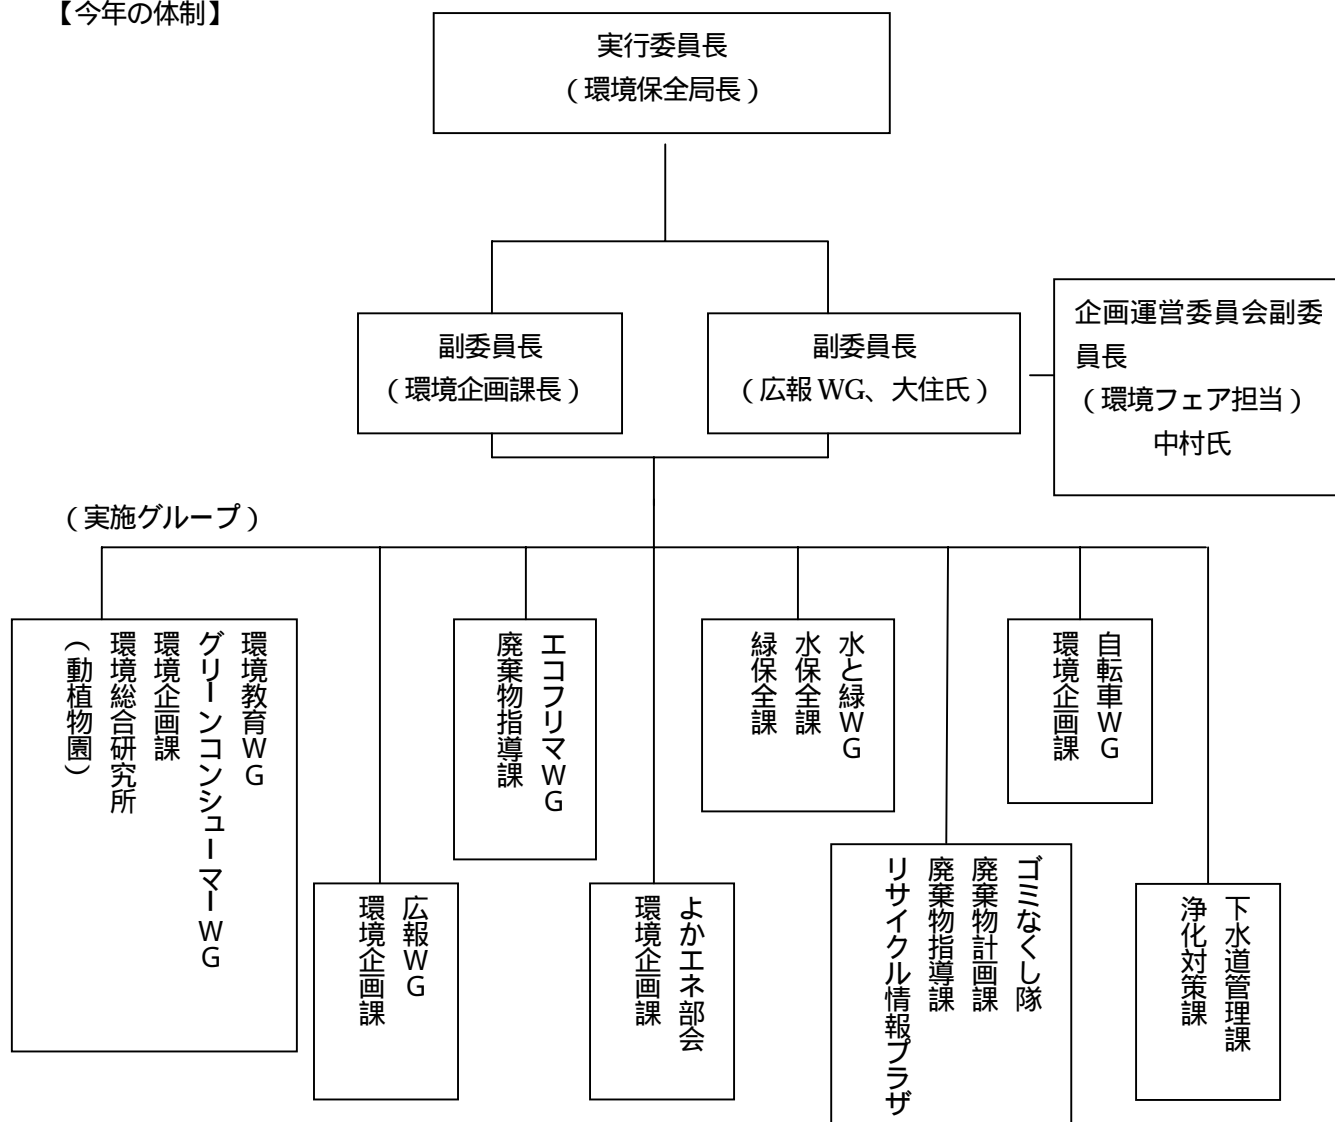 【今年の体制】
実行委員長
（環境保全局長）
副委員長
（環境企画課長）
副委員長
（広報WG、大住氏）
企画運営委員会副委
員長
（環境フェア担当）
中村氏
（実施グループ）
環境教育WG
グリーンコンシューマーWG
環境企画課
環境総合研究所
（動植物園）
広報WG
環境企画課
エコフリマWG
廃棄物指導課
よかエネ部会
環境企画課
水と緑WG
水保全課
緑保全課
ゴミなくし隊
廃棄物計画課
廃棄物指導課
リサイクル情報プラザ
自転車WG
環境企画課
下水道管理課
浄化対策課